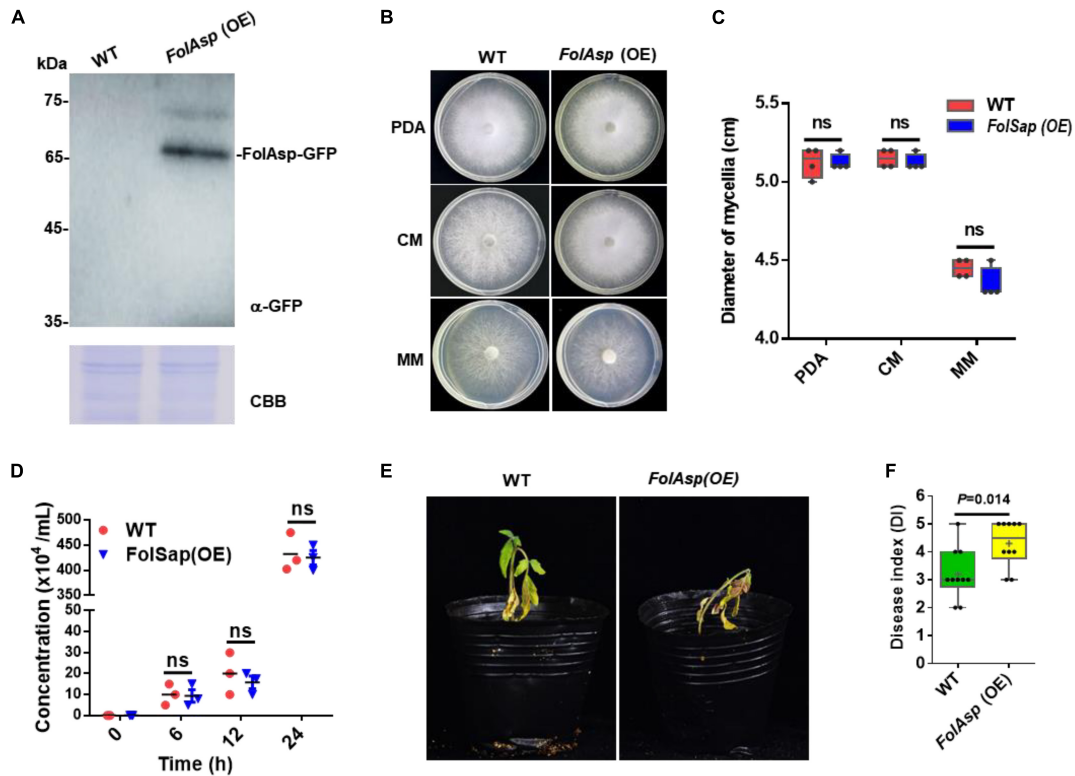 A
kDa
WT
FolAsp (OE)
75-
65-
45-
35-
-FolAsp-GFP
α-GFP
CBB
B
WT
FolAsp (OE)
PDA
CM
MM
C
Diameter of mycellia (cm)
5.5
5.0
4.5
4.0
WT
FolSap (OE)
ns
ns
ns
PDA
CM
MM
D
Concentration (x10⁴ /mL)
500
450
400
350
50
40
30
20
10
0
WT
FolSap(OE)
ns
ns
ns
0
6
12
24
Time (h)
E
WT
FolAsp(OE)
F
Disease index (DI)
6
5
4
3
2
1
0
P=0.014
WT
FolAsp (OE)